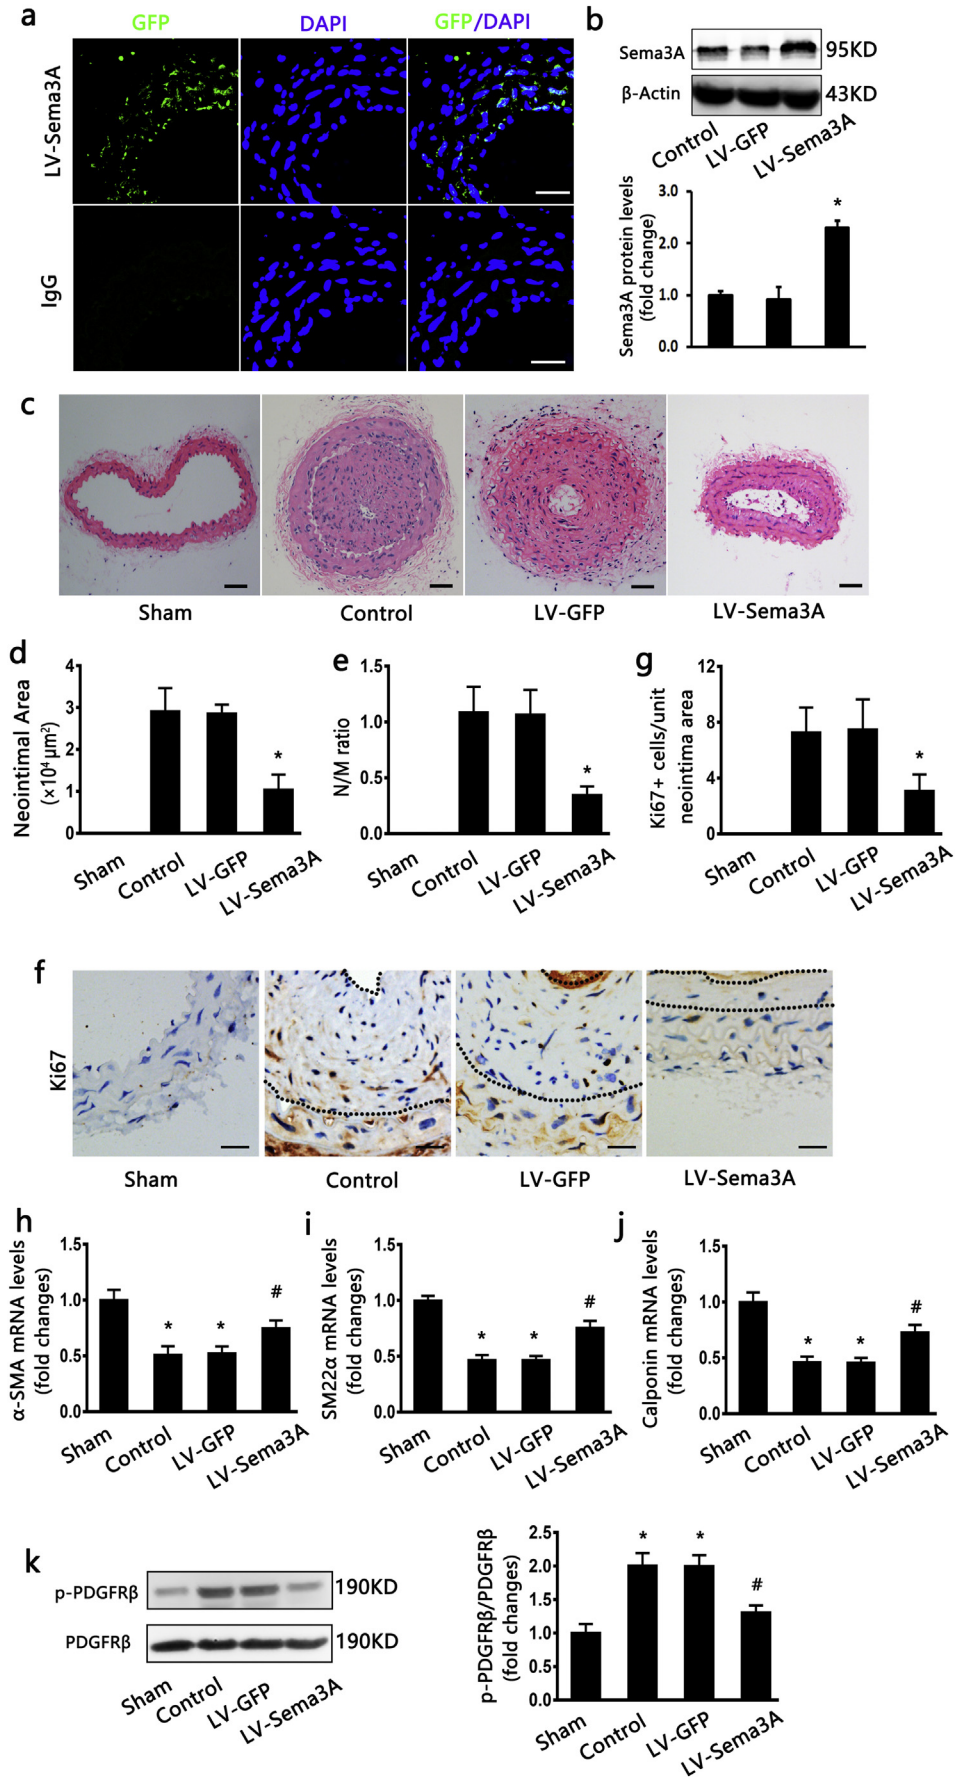 a
GFP
DAPI
GFP/DAPI
LV-Sema3A
IgG
b
Sema3A
95KD
β-Actin
43KD
Control
LV-GFP
LV-Sema3A
Sema3A protein levels
(fold change)
3.0
2.0
1.0
0.0
*
c
Sham
Control
LV-GFP
LV-Sema3A
d
Neointimal Area
(×10⁴μm²)
4
3
2
1
0
*
Sham
Control
LV-GFP
LV-Sema3A
e
N/M ratio
1.5
1.0
0.5
0.0
*
Sham
Control
LV-GFP
LV-Sema3A
g
Ki67+ cells/unit
neointima area
12
8
4
0
*
Sham
Control
LV-GFP
LV-Sema3A
f
Ki67
Sham
Control
LV-GFP
LV-Sema3A
h
α-SMA mRNA levels
(fold changes)
1.5
1.0
0.5
0.0
*
*
#
Sham
Control
LV-GFP
LV-Sema3A
i
SM22α mRNA levels
(fold changes)
1.5
1.0
0.5
0.0
*
*
#
Sham
Control
LV-GFP
LV-Sema3A
j
Calponin mRNA levels
(fold changes)
1.5
1.0
0.5
0.0
*
*
#
Sham
Control
LV-GFP
LV-Sema3A
k
p-PDGFRβ
190KD
PDGFRβ
190KD
Sham
Control
LV-GFP
LV-Sema3A
p-PDGFRβ/PDGFRβ
(fold changes)
2.5
2.0
1.5
1.0
0.5
0.0
*
*
#
Sham
Control
LV-GFP
LV-Sema3A